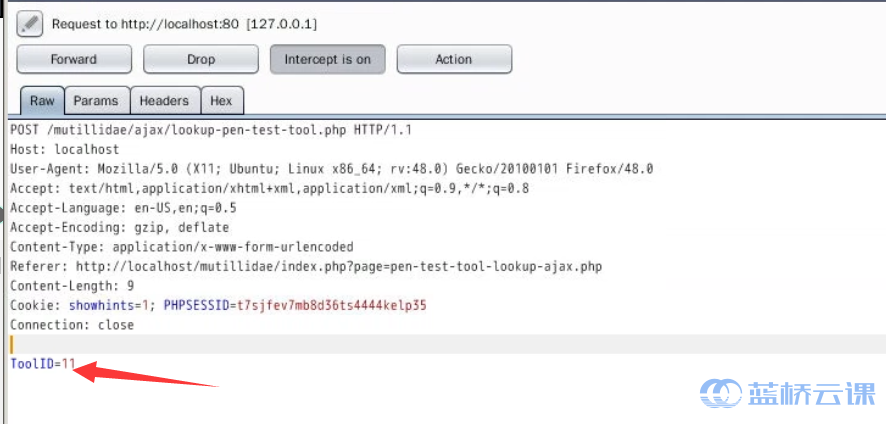 Request to http://localhost:80 [127.0.0.1]
Forward Drop Intercept is on Action
Raw Params Headers Hex
POST /mutillidae/ajax/lookup-pen-test-tool.php HTTP/1.1
Host: localhost
User-Agent: Mozilla/5.0 (X11; Ubuntu; Linux x86_64; rv:48.0) Gecko/20100101 Firefox/48.0
Accept: text/html,application/xhtml+xml,application/xml;q=0.9,*/*;q=0.8
Accept-Language: en-US,en;q=0.5
Accept-Encoding: gzip, deflate
Content-Type: application/x-www-form-urlencoded
Referer: http://localhost/mutillidae/index.php?page=pen-test-tool-lookup-ajax.php
Content-Length: 9
Cookie: showhints=1; PHPSESSID=t7sjfev7mb8d36ts4444kelp35
Connection: close
ToolID=11
蓝桥云课